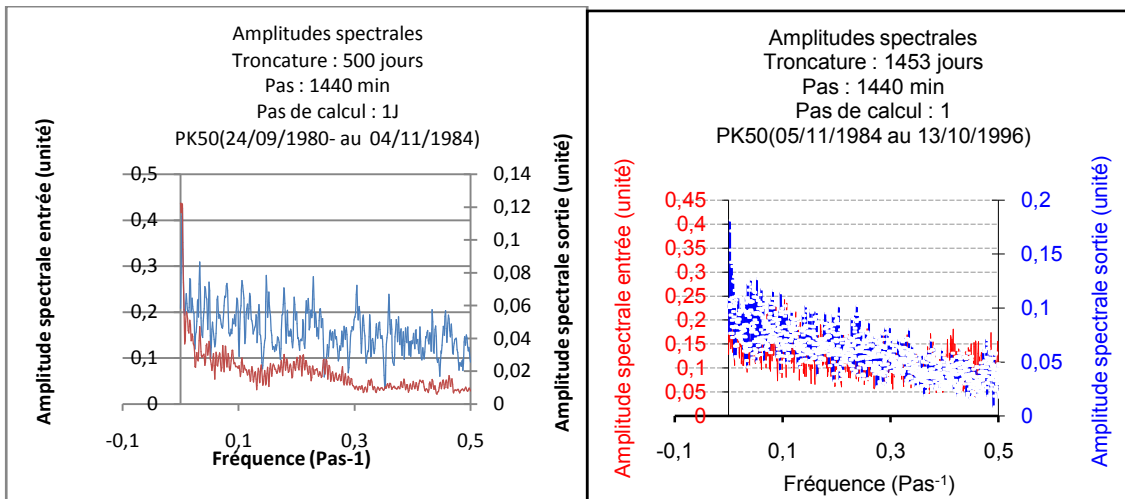 Amplitudes spectrales
Troncature : 500 jours
Pas : 1440 min
Pas de calcul : 1J
PK50(24/09/1980- au 04/11/1984)
Amplitude spectrale entrée (unité)
0,5
0,4
0,3
0,2
0,1
0
0,14
0,12
0,1
0,08
0,06
0,04
0,02
0
Amplitude spectrale sortie (unité)
-0,1
0,1
0,3
0,5
Fréquence (Pas-1)
Amplitudes spectrales
Troncature : 1453 jours
Pas : 1440 min
Pas de calcul : 1
PK50(05/11/1984 au 13/10/1996)
Amplitude spectrale entrée (unité)
0,45
0,4
0,35
0,3
0,25
0,2
0,15
0,1
0,05
0
0,2
0,15
0,1
0,05
0
Amplitude spectrale sortie (unité)
-0,1
0,1
0,3
0,5
Fréquence (Pas⁻¹)